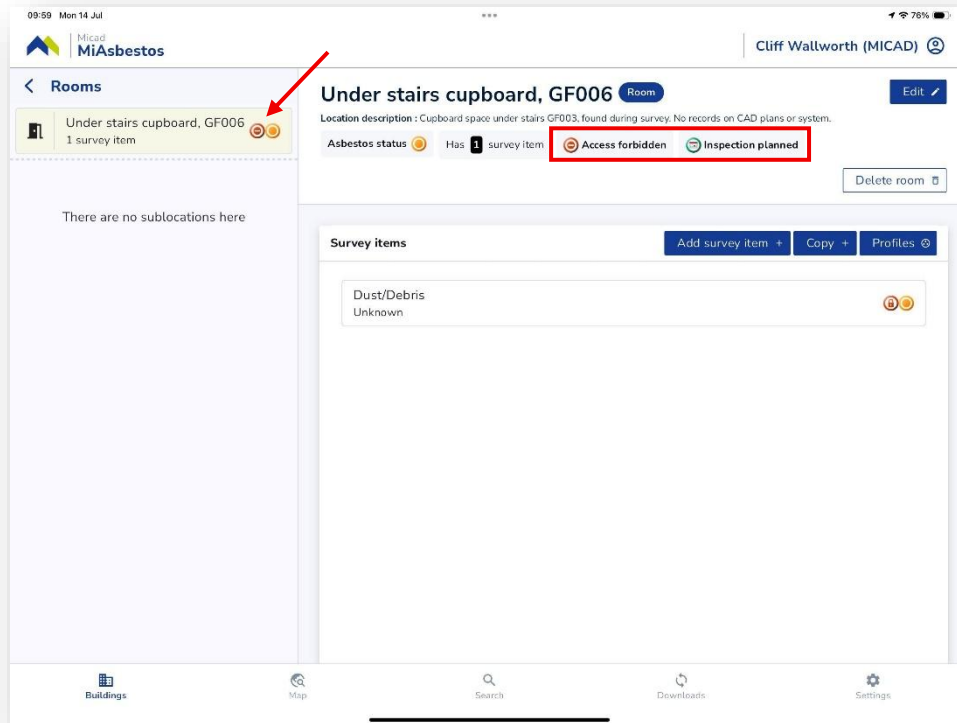 09:59 Mon 14 Jul
76%
Micad
MiAsbestos
Cliff Wallworth (MICAD)
Rooms
Under stairs cupboard, GF006
1 survey item
There are no sublocations here
Under stairs cupboard, GF006 Room
Edit
Location description : Cupboard space under stairs GF003, found during survey. No records on CAD plans or system.
Asbestos status Has 1 survey item Access forbidden Inspection planned
Delete room
Survey items
Add survey item + Copy + Profiles
Dust/Debris
Unknown
Buildings Map Search Downloads Settings